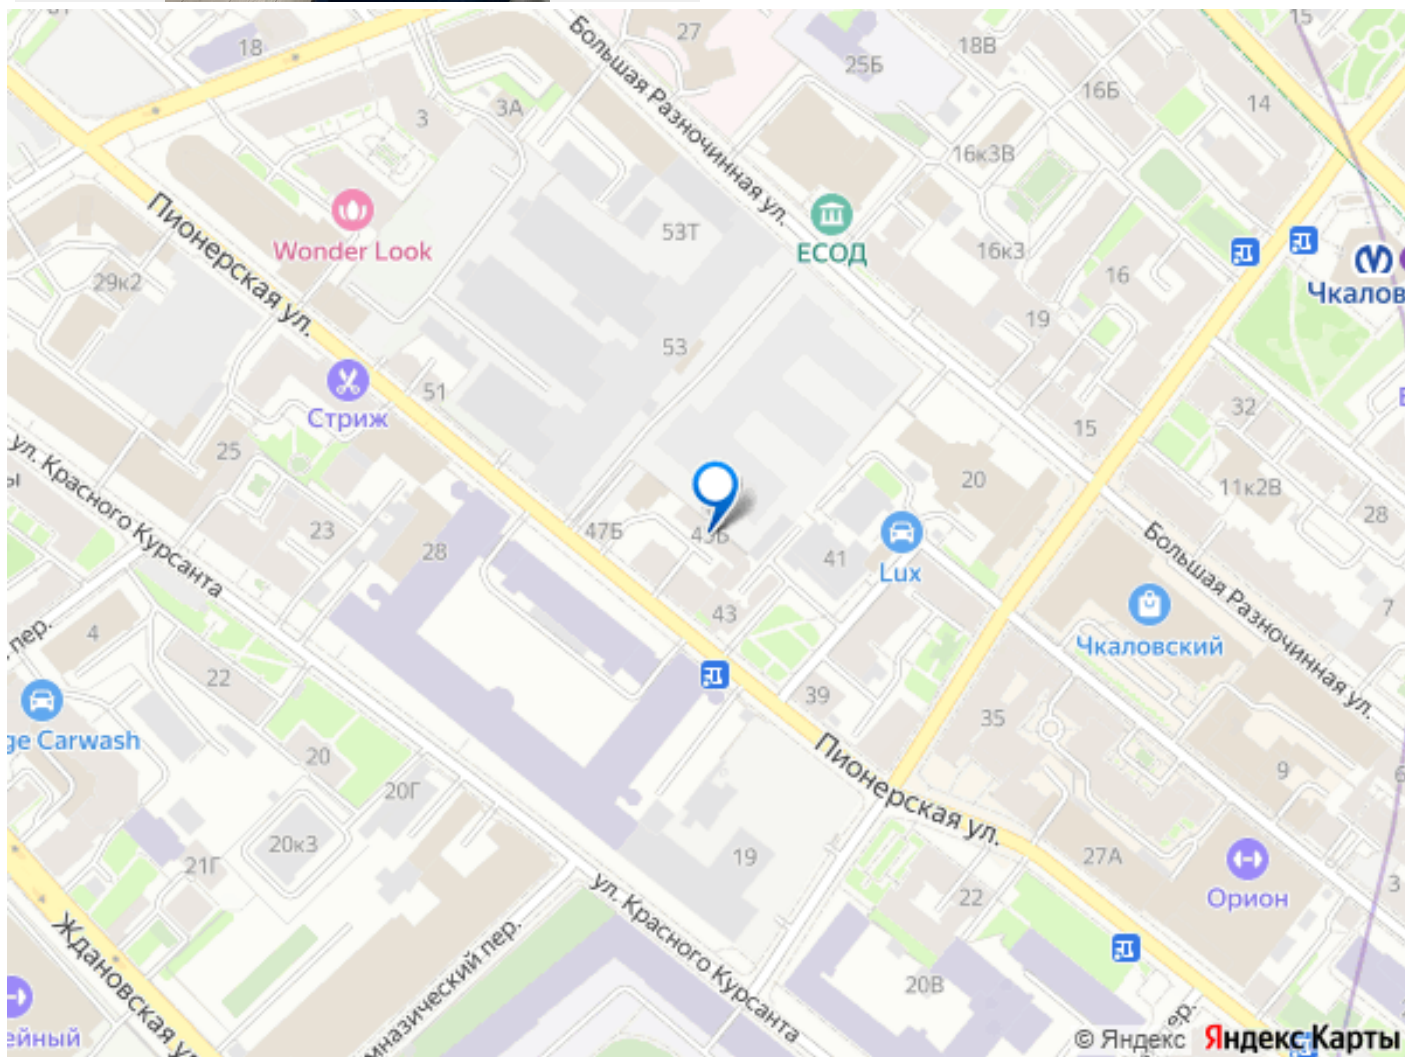 15
27
18
18В
25Б
Большая Разночинная ул.
16Б
14
3А
3
16к3В
53Т
Wonder Look
ЕСОД
16к3
16
Пионерская ул.
29к2
Чкалов
19
53
51
Стриж
32
15
25
20
11к2В
28
ул. Красного Курсанта
23
47Б
28
41
Lux
Большая Разночинная ул.
43
7
Чкаловский
пер.
4
22
39
35
ge Carwash
20
Пионерская ул.
9
20Г
20к3
19
27А
21Г
3
22
Орион
ул. Красного Курсанта
Ждановская ул
20В
ейный
© Яндекс Яндекс Карты